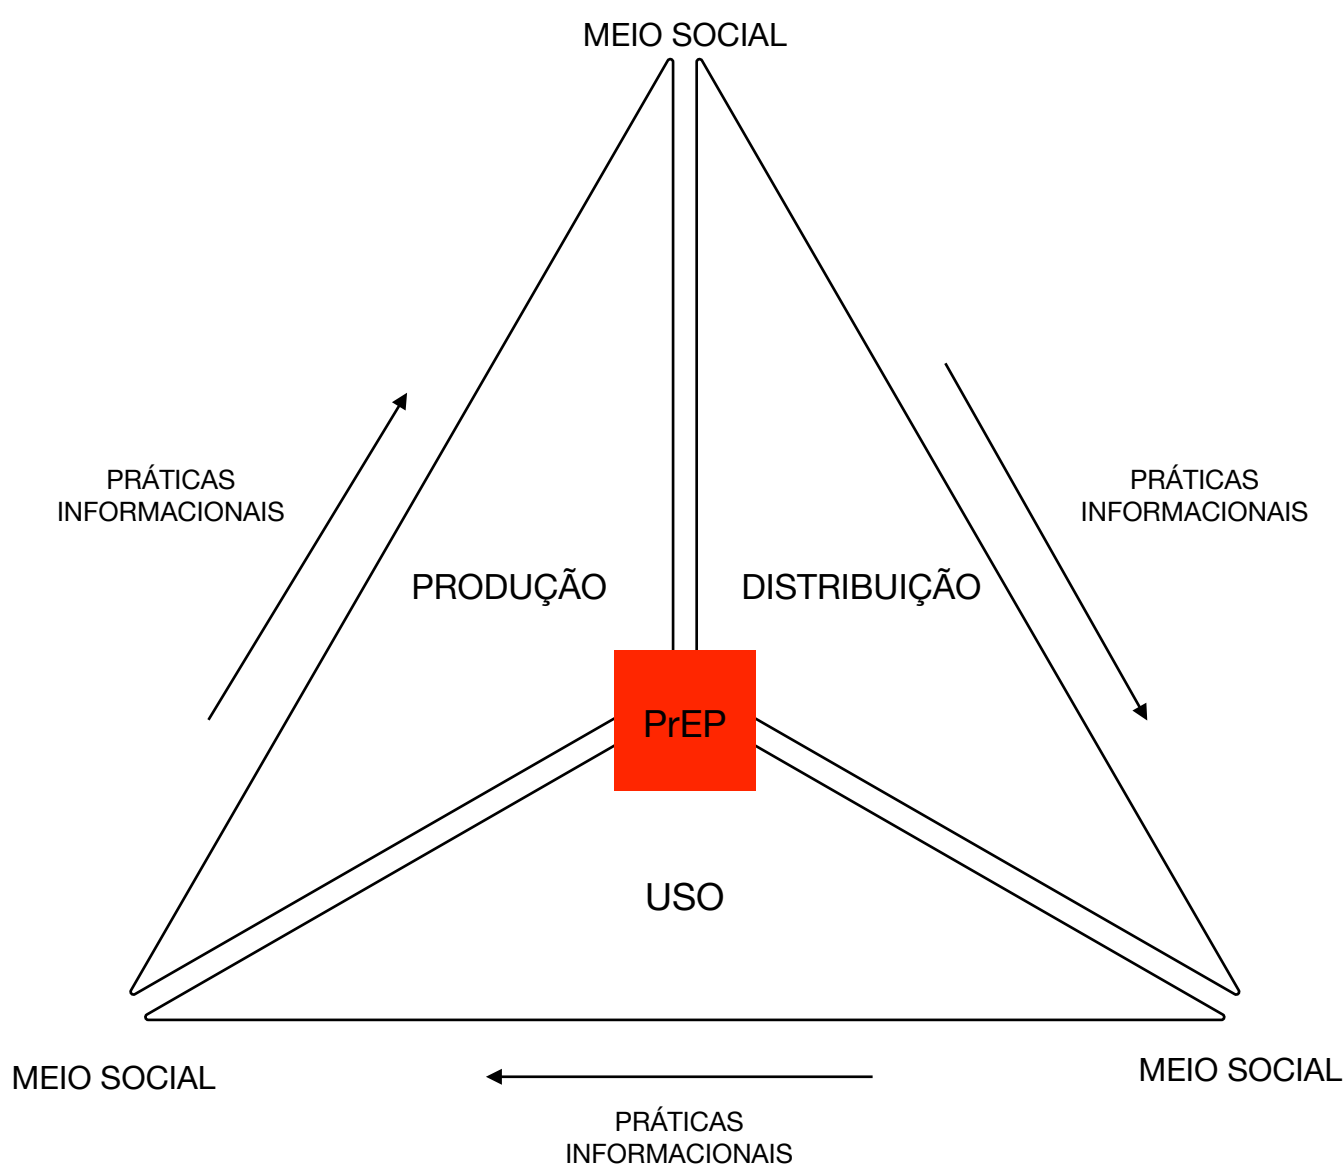 MEIO SOCIAL
PRÁTICAS
INFORMACIONAIS
PRÁTICAS
INFORMACIONAIS
PRODUÇÃO
DISTRIBUIÇÃO
PrEP
USO
MEIO SOCIAL
MEIO SOCIAL
PRÁTICAS
INFORMACIONAIS